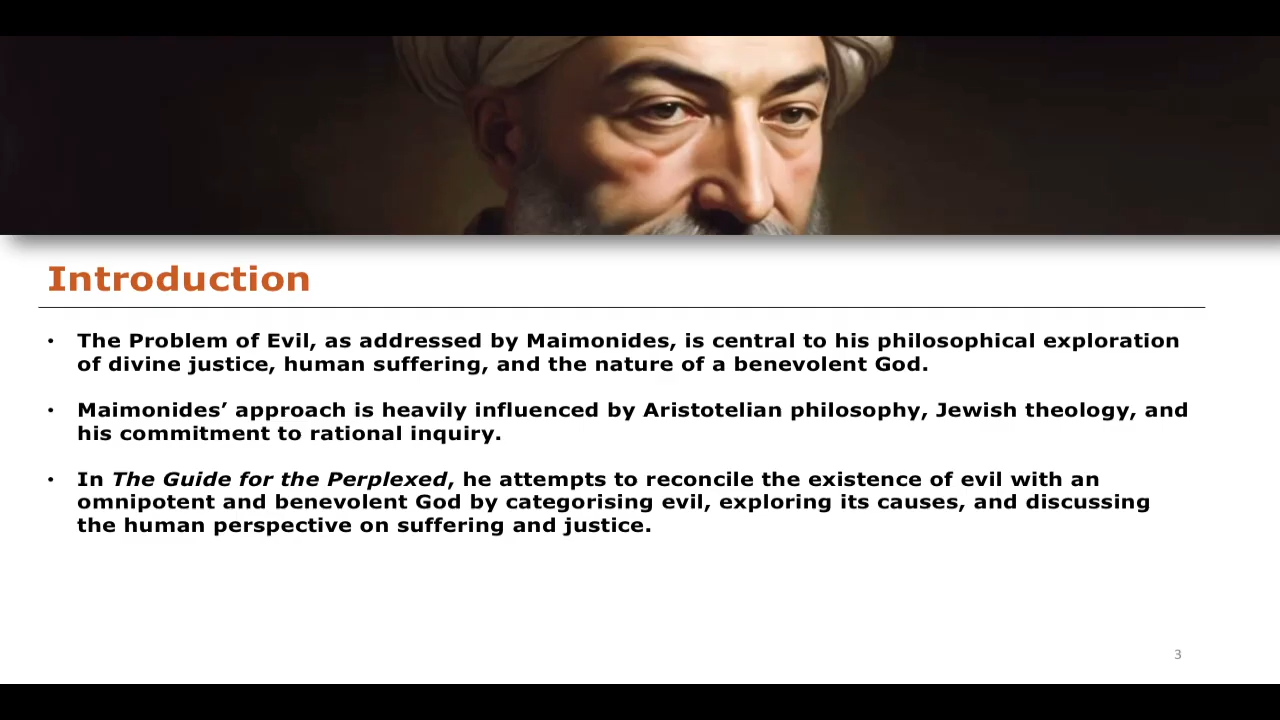 Introduction
• The Problem of Evil, as addressed by Maimonides, is central to his philosophical exploration
of divine justice, human suffering, and the nature of a benevolent God.
• Maimonides’ approach is heavily influenced by Aristotelian philosophy, Jewish theology, and
his commitment to rational inquiry.
• In The Guide for the Perplexed, he attempts to reconcile the existence of evil with an
omnipotent and benevolent God by categorising evil, exploring its causes, and discussing
the human perspective on suffering and justice.
3